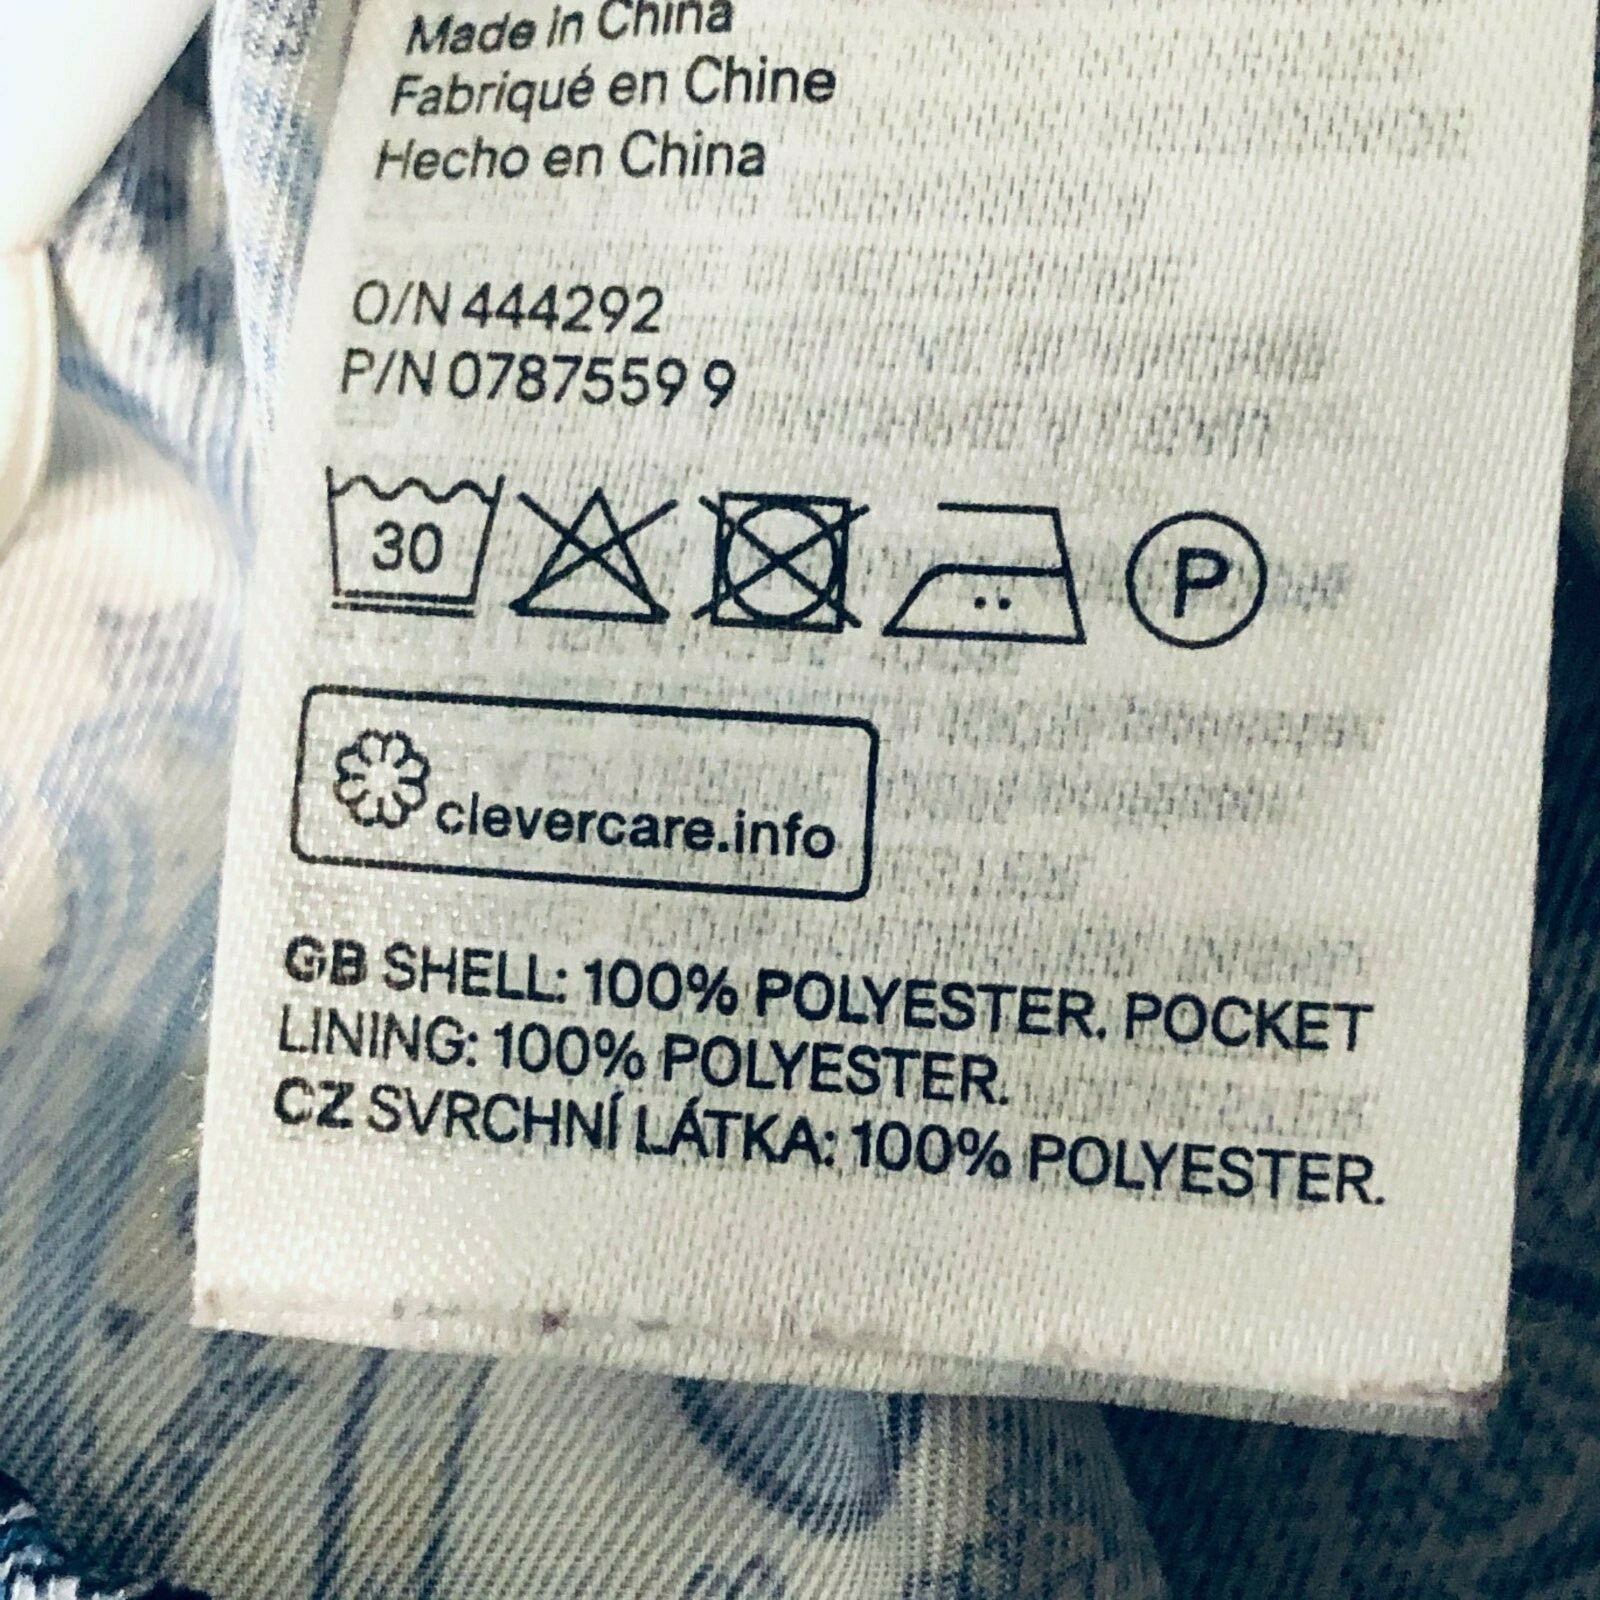 Made in China
Fabriqué en Chine
Hecho en China
O/N 444292
P/N 0787559 9
30
P
clevercare.info
GB SHELL: 100% POLYESTER. POCKET
LINING: 100% POLYESTER.
CZ SVRCHNÍ LÁTKA: 100% POLYESTER.